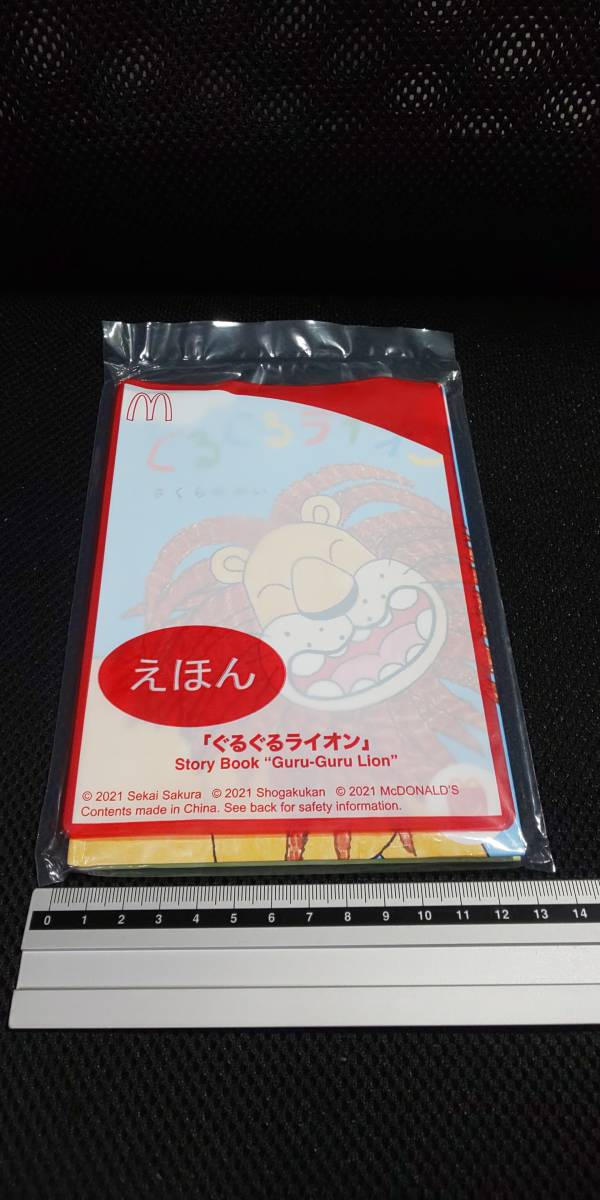 ぐるぐるライオン
さくらせかい
えほん
「ぐるぐるライオン」
Story Book “Guru-Guru Lion”
© 2021 Sekai Sakura © 2021 Shogakukan © 2021 McDONALD'S
Contents made in China. See back for safety information.
0 1 2 3 4 5 6 7 8 9 10 11 12 13 14